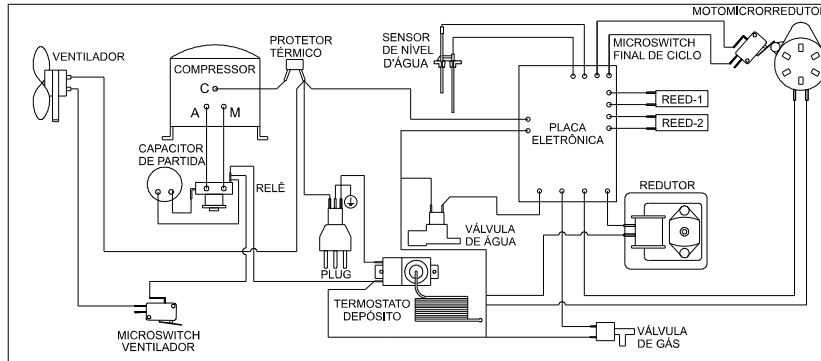 VENTILADOR
COMPRESSOR
C
A
M
CAPACITOR
DE PARTIDA
RELÊ
MICROSWITCH
VENTILADOR
PROTETOR
TÉRMICO
PLUG
TERMOSTATO
DEPÓSITO
SENSOR
DE NÍVEL
D'ÁGUA
VÁLVULA
DE ÁGUA
PLACA
ELETRÔNICA
MOTOMICRORREDUTOR
MICROSWITCH
FINAL DE CICLO
REED-1
REED-2
REDUTOR
VÁLVULA
DE GÁS